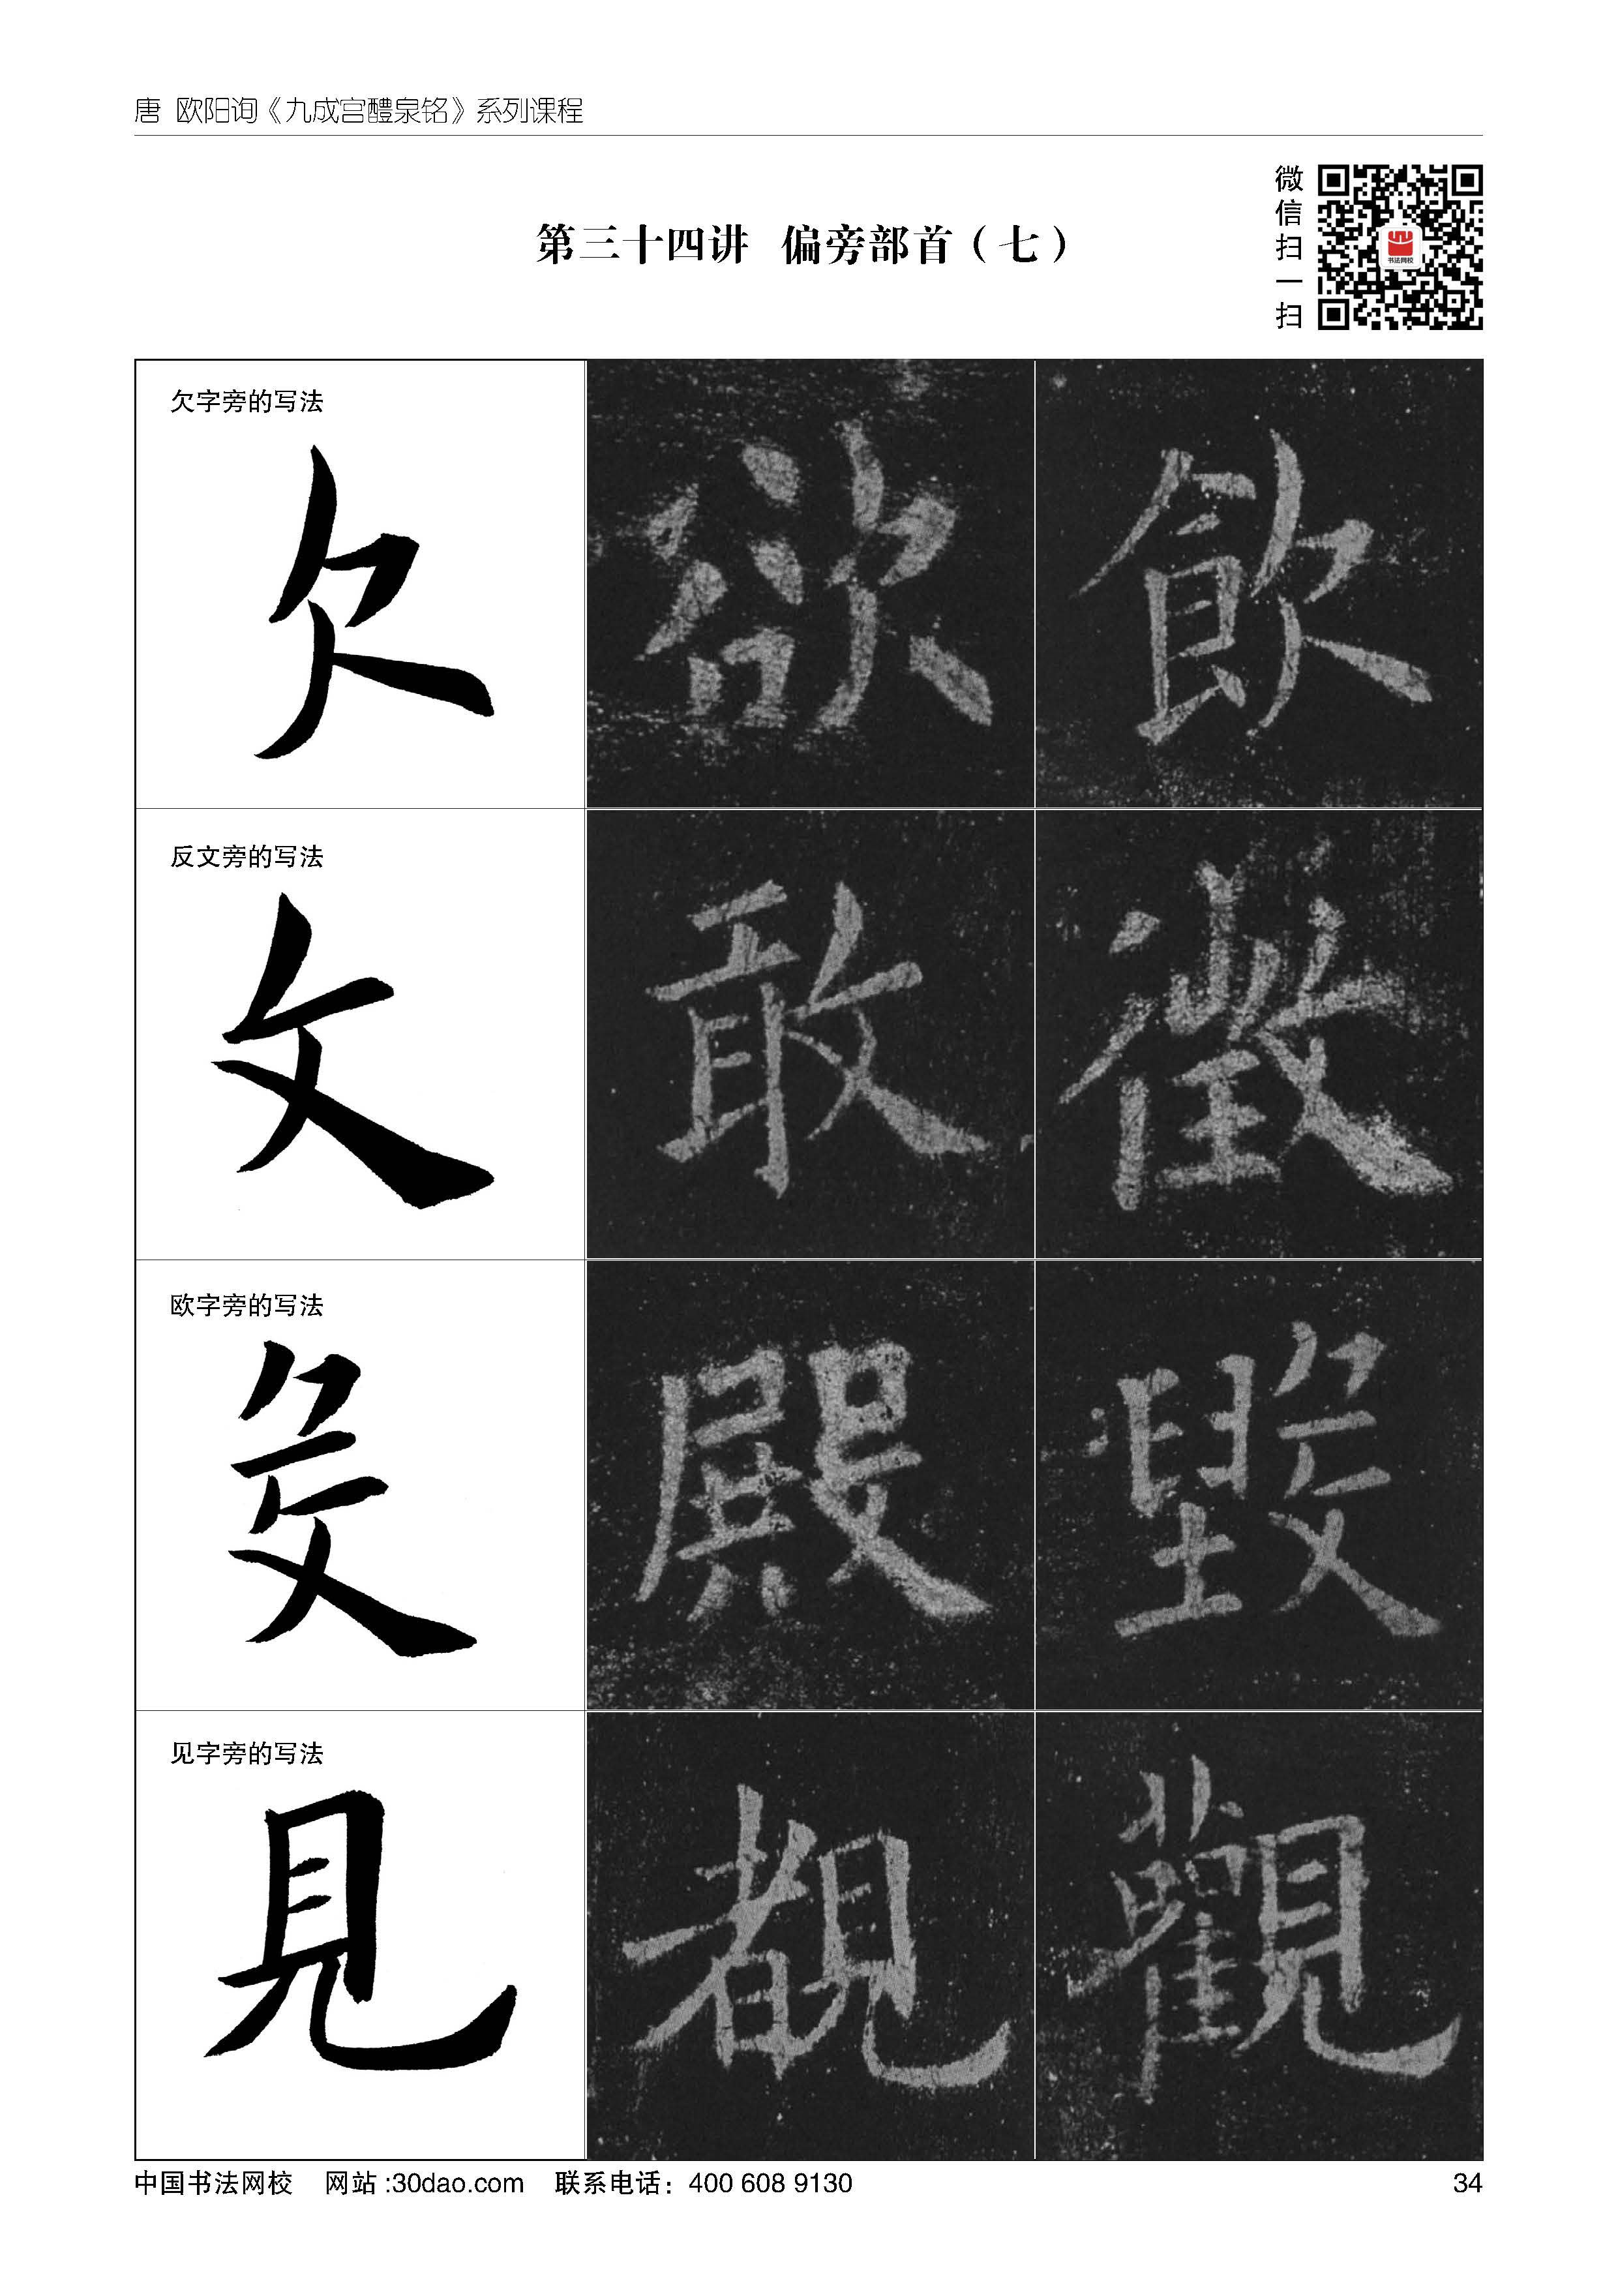 唐 欧阳询《九成宫醴泉铭》系列课程
微信扫一扫
书法网校
第三十四讲 偏旁部首（七）
欠字旁的写法
欠 欲 飲
反文旁的写法
攵 敢 徵
欧字旁的写法
殳 殿 毀
见字旁的写法
見 覩 觀
中国书法网校 网站:30dao.com 联系电话：400 608 9130 34